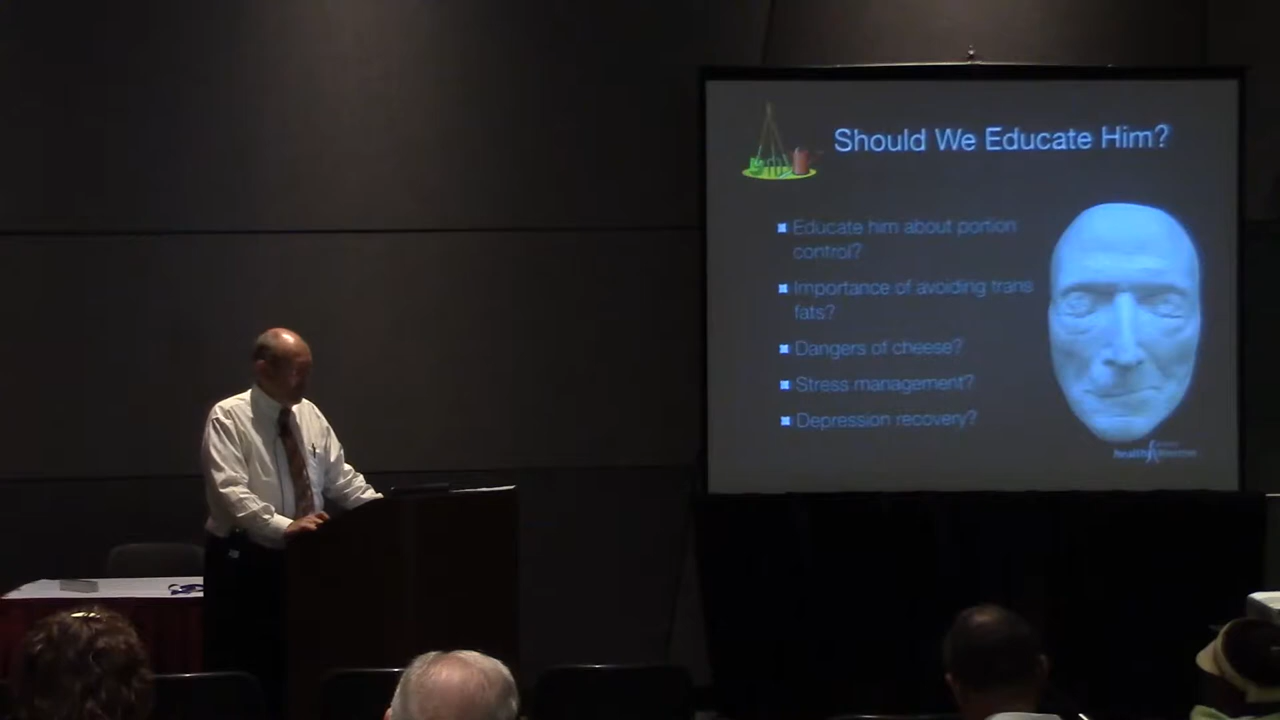 Should We Educate Him?
Educate him about portion
control?
Importance of avoiding trans
fats?
Dangers of cheese?
Stress management?
Depression recovery?
health